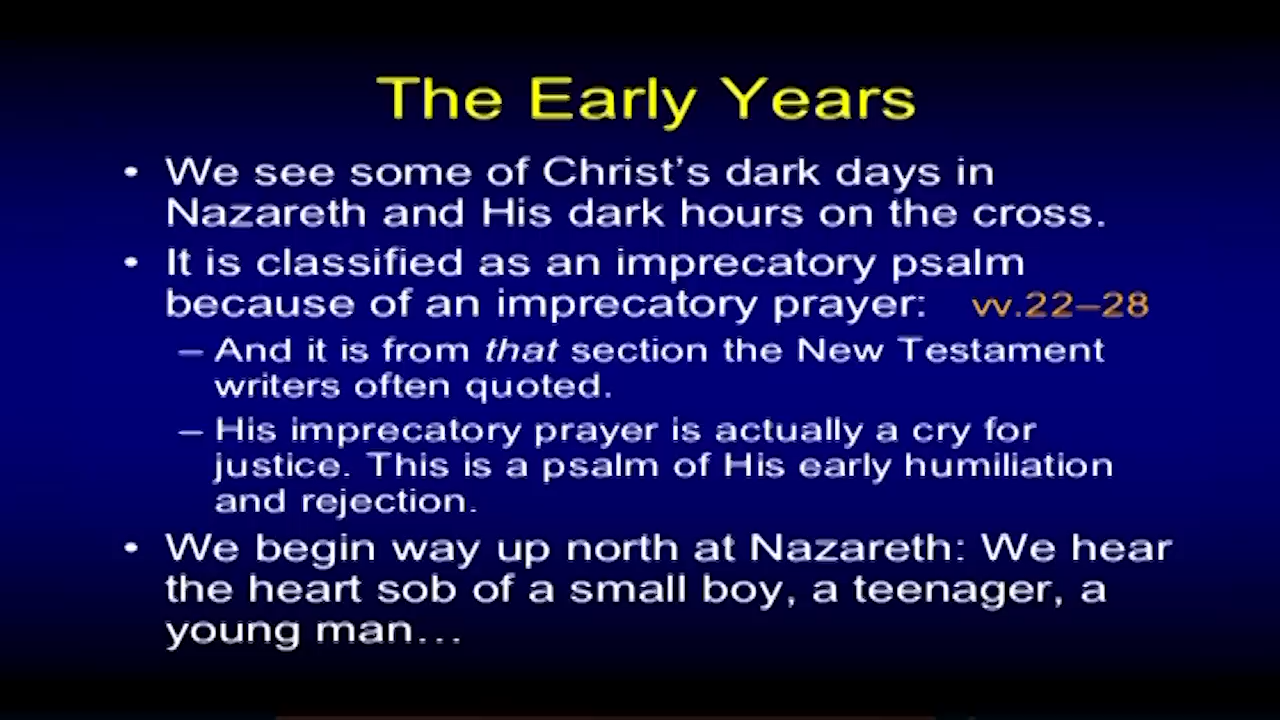 The Early Years
• We see some of Christ's dark days in
Nazareth and His dark hours on the cross.
• It is classified as an imprecatory psalm
because of an imprecatory prayer: vv.22–28
– And it is from that section the New Testament
writers often quoted.
– His imprecatory prayer is actually a cry for
justice. This is a psalm of His early humiliation
and rejection.
• We begin way up north at Nazareth: We hear
the heart sob of a small boy, a teenager, a
young man…